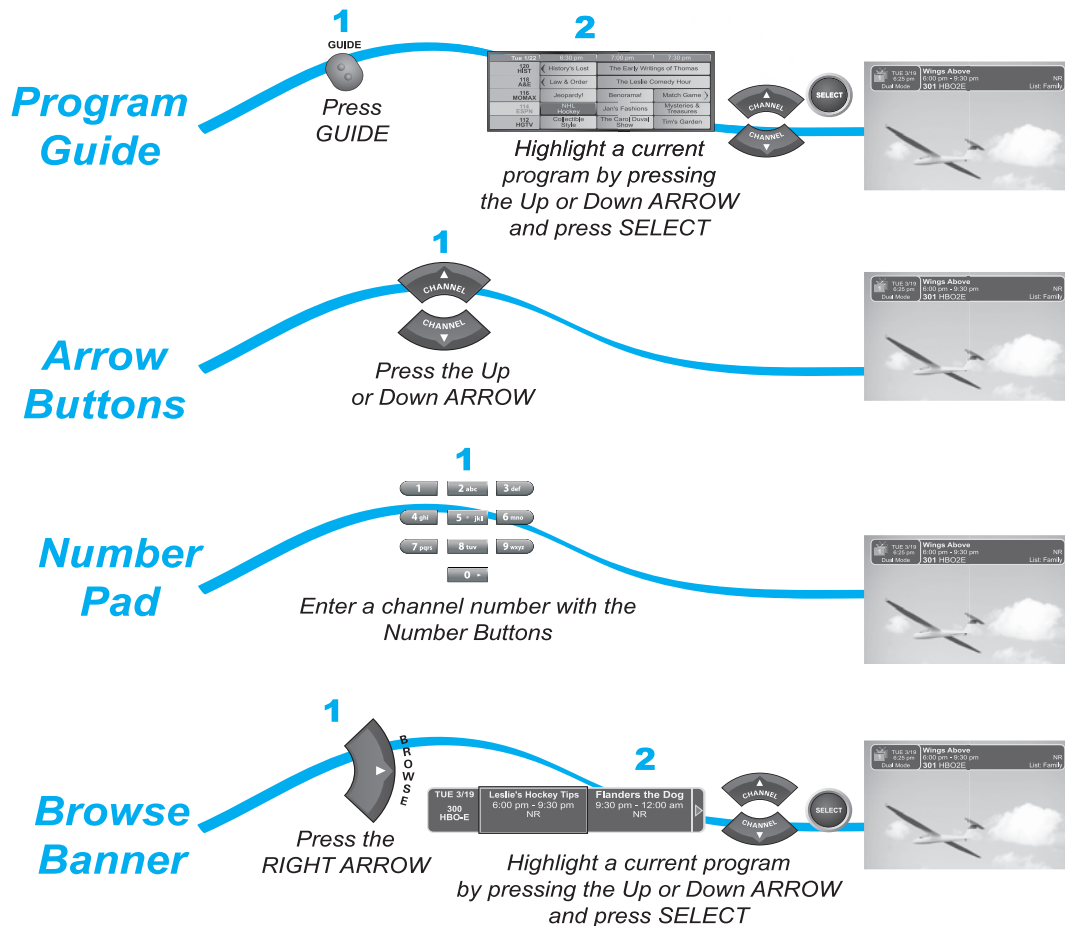 1
GUIDE
Program
Guide
Press
GUIDE
2
Tue 1/22 6:30 pm 7:00 pm 7:30 pm
120
HIST
History's Lost The Early Writings of Thomas
118
A&E
Law & Order The Leslie Comedy Hour
116
MOMAX
Jeopardy! Benorama! Match Game
114
ESPN
NHL
Hockey
Jan's Fashions
Mysteries &
Treasures
112
HGTV
Collectible
Style
The Carol Duval
Show
Tim's Garden
Highlight a current
program by pressing
the Up or Down ARROW
and press SELECT
CHANNEL
CHANNEL
SELECT
TUE 3/19
6:25 pm
Dual Mode
Wings Above
6:00 pm - 9:30 pm NR
301 HBO2E List: Family
Arrow
Buttons
1
CHANNEL
CHANNEL
Press the Up
or Down ARROW
TUE 3/19
6:25 pm
Dual Mode
Wings Above
6:00 pm - 9:30 pm NR
301 HBO2E List: Family
Number
Pad
1
1 2 abc 3 def
4 ghi 5 jkl 6 mno
7 pqrs 8 tuv 9 wxyz
0
Enter a channel number with the
Number Buttons
TUE 3/19
6:25 pm
Dual Mode
Wings Above
6:00 pm - 9:30 pm NR
301 HBO2E List: Family
Browse
Banner
1
BROWSE
Press the
RIGHT ARROW
2
TUE 3/19
300
HBO-E
Leslie's Hockey Tips
6:00 pm - 9:30 pm
NR
Flanders the Dog
9:30 pm - 12:00 am
NR
Highlight a current program
by pressing the Up or Down ARROW
and press SELECT
CHANNEL
CHANNEL
SELECT
TUE 3/19
6:25 pm
Dual Mode
Wings Above
6:00 pm - 9:30 pm NR
301 HBO2E List: Family